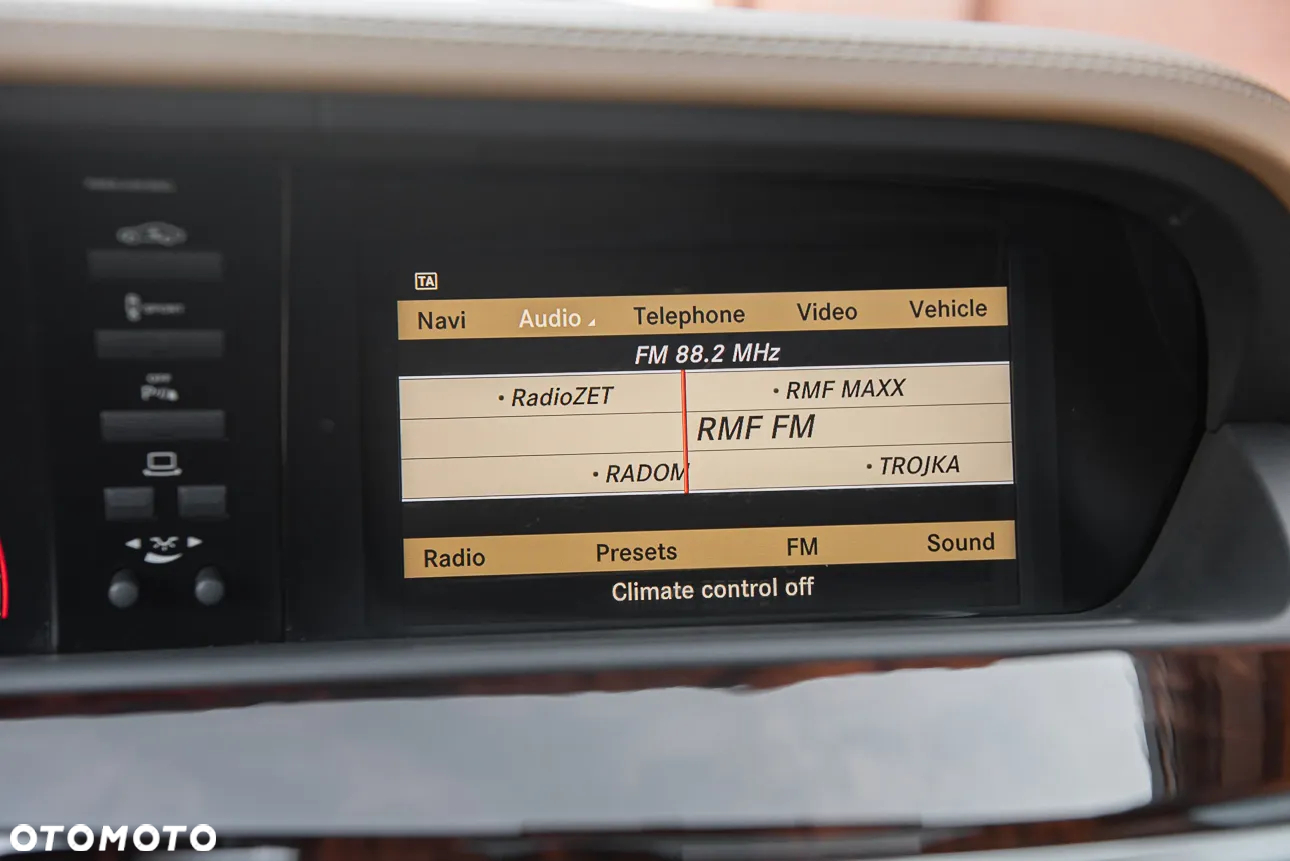 TA
Navi Audio Telephone Video Vehicle
FM 88.2 MHz
• RadioZET • RMF MAXX
RMF FM
• RADOM • TROJKA
Radio Presets FM Sound
Climate control off
OFF
OTOMOTO